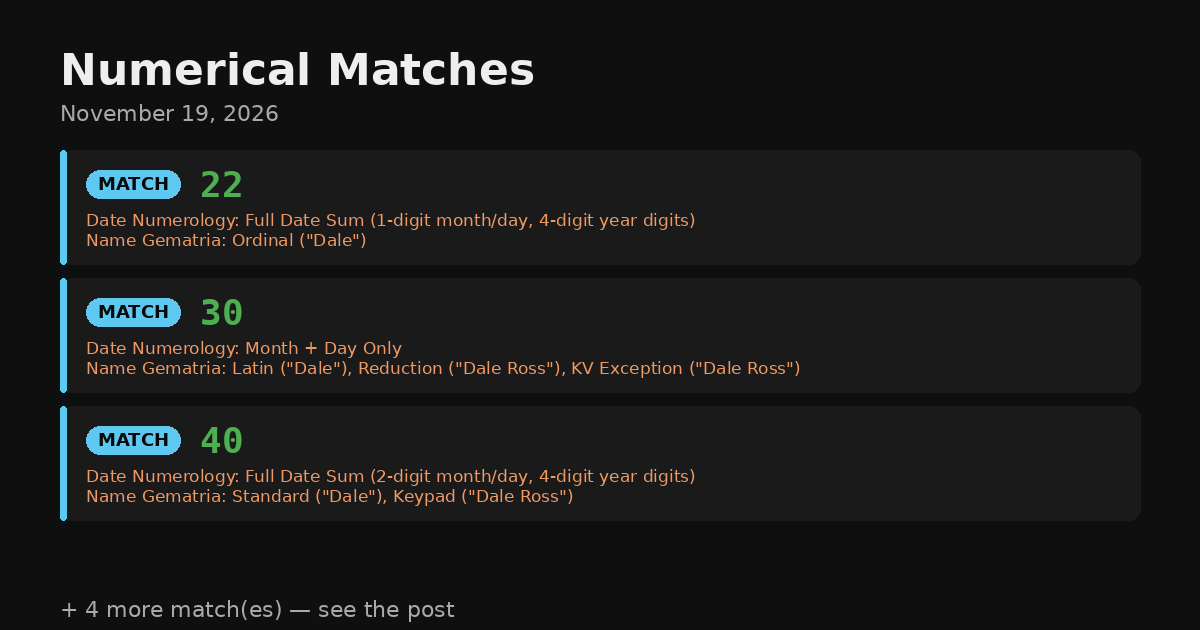 Numerical Matches
November 19, 2026
MATCH 22
Date Numerology: Full Date Sum (1-digit month/day, 4-digit year digits)
Name Gematria: Ordinal ("Dale")
MATCH 30
Date Numerology: Month + Day Only
Name Gematria: Latin ("Dale"), Reduction ("Dale Ross"), KV Exception ("Dale Ross")
MATCH 40
Date Numerology: Full Date Sum (2-digit month/day, 4-digit year digits)
Name Gematria: Standard ("Dale"), Keypad ("Dale Ross")
+ 4 more match(es) — see the post